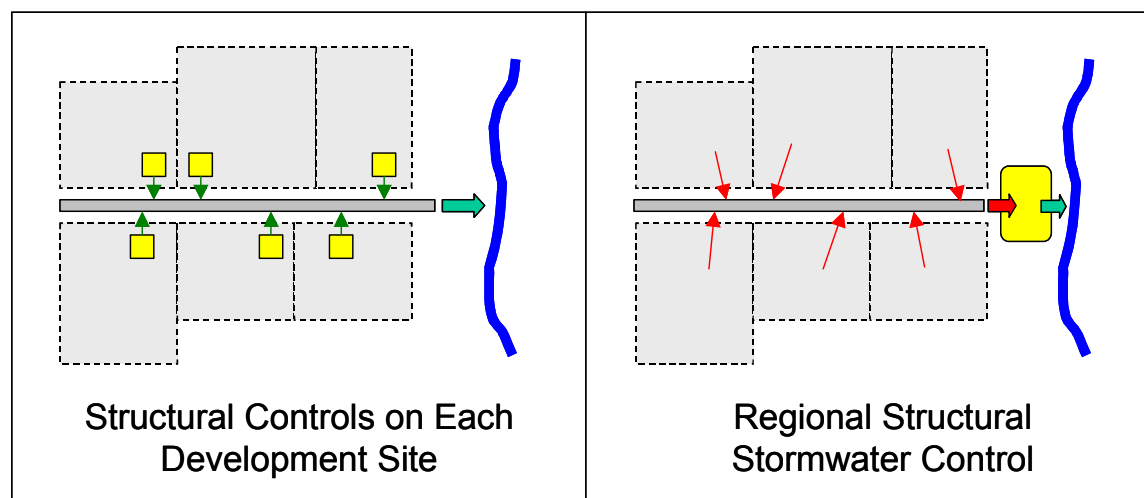 Structural Controls on Each
Development Site
Regional Structural
Stormwater Control